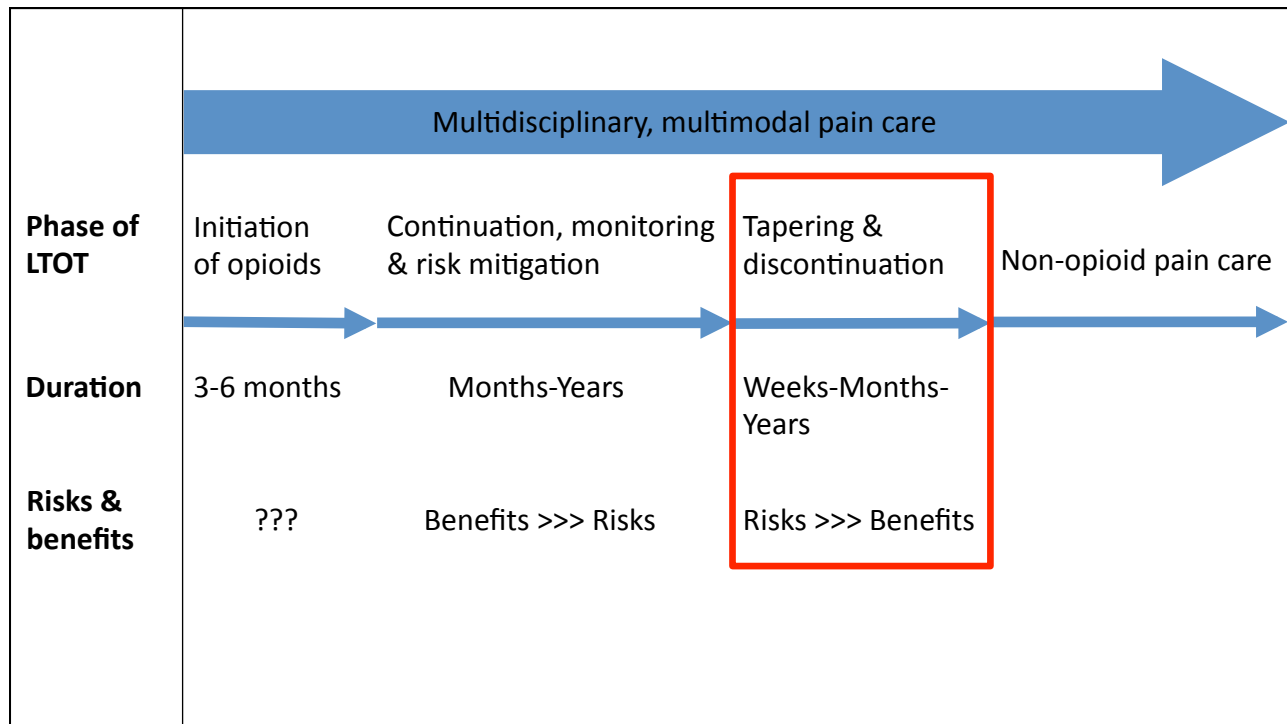 Multidisciplinary, multimodal pain care
Phase of
LTOT
Initiation
of opioids
Continuation, monitoring
& risk mitigation
Tapering &
discontinuation
Non-opioid pain care
Duration
3-6 months
Months-Years
Weeks-Months-
Years
Risks &
benefits
???
Benefits >>> Risks
Risks >>> Benefits